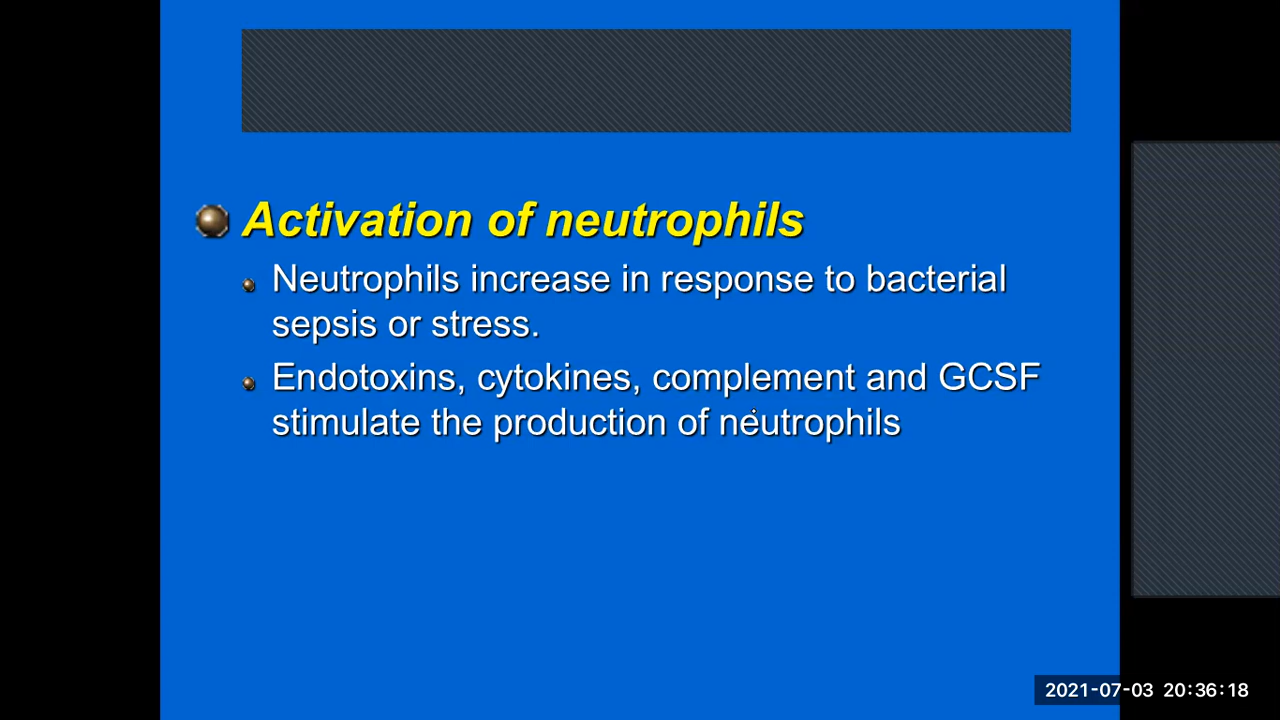 Activation of neutrophils
Neutrophils increase in response to bacterial
sepsis or stress.
Endotoxins, cytokines, complement and GCSF
stimulate the production of neutrophils
2021-07-03 20:36:18